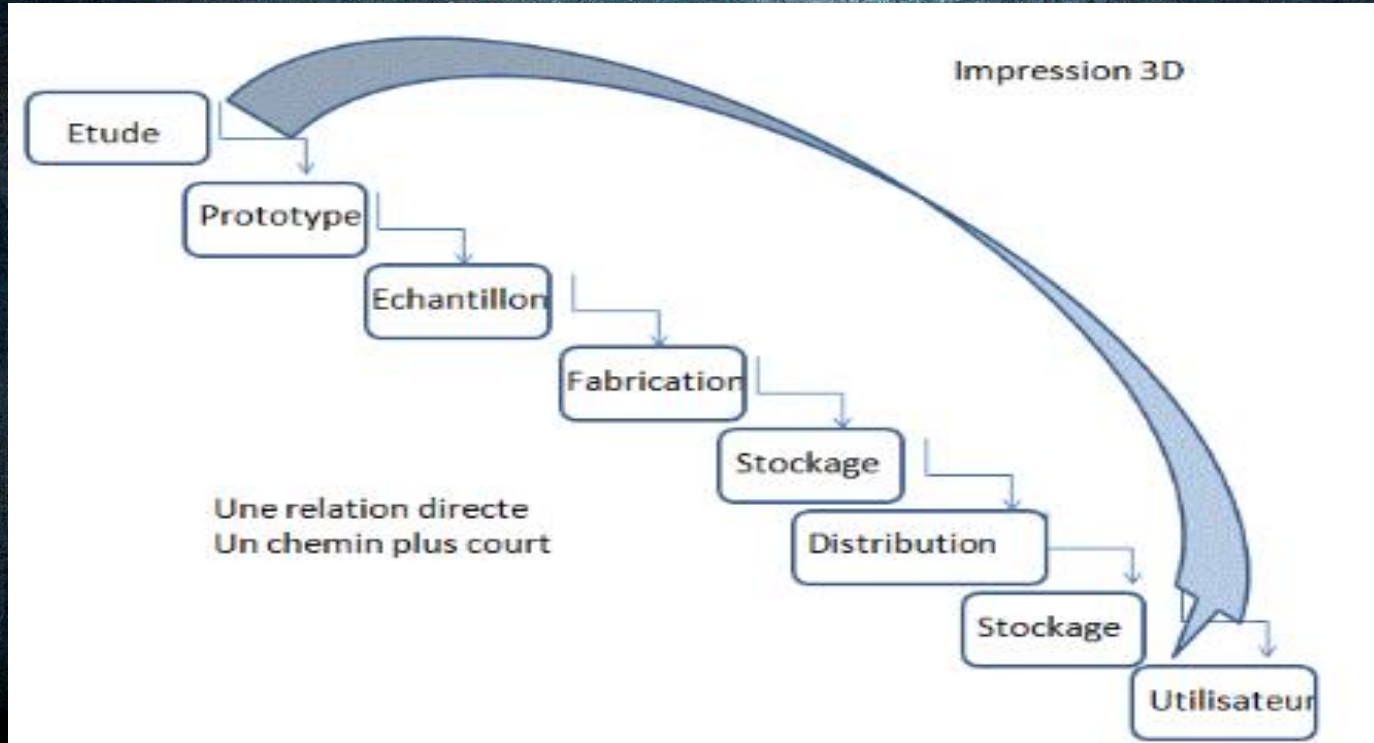 Impression 3D
Etude
Prototype
Echantillon
Fabrication
Stockage
Une relation directe
Un chemin plus court
Distribution
Stockage
Utilisateur